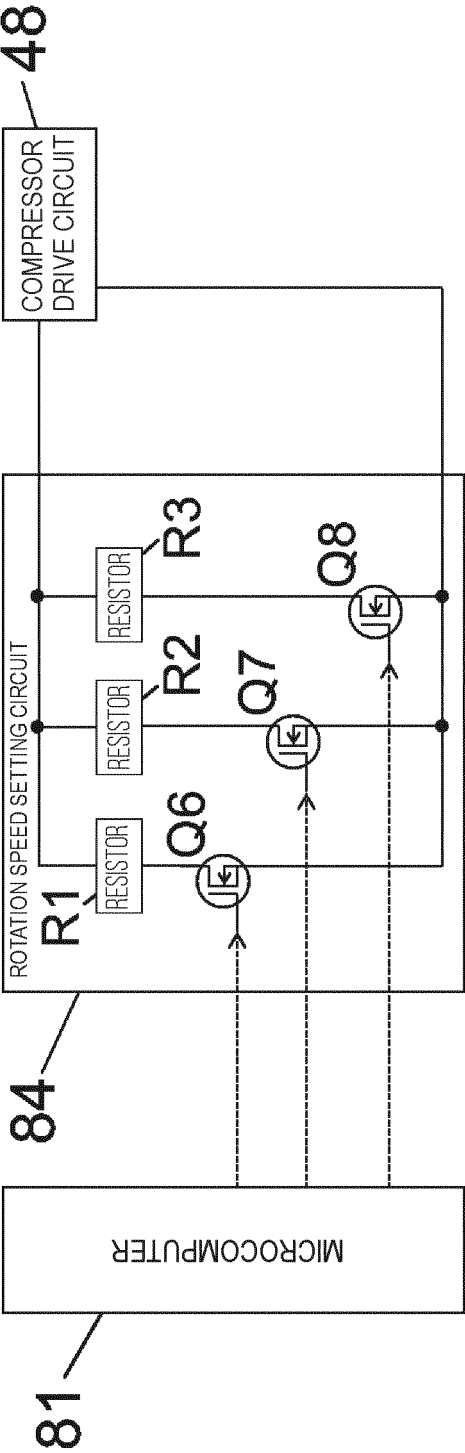 81
MICROCOMPUTER
84
ROTATION SPEED SETTING CIRCUIT
R1
RESISTOR
Q6
RESISTOR
R2
Q7
RESISTOR
R3
Q8
COMPRESSOR
DRIVE CIRCUIT
48